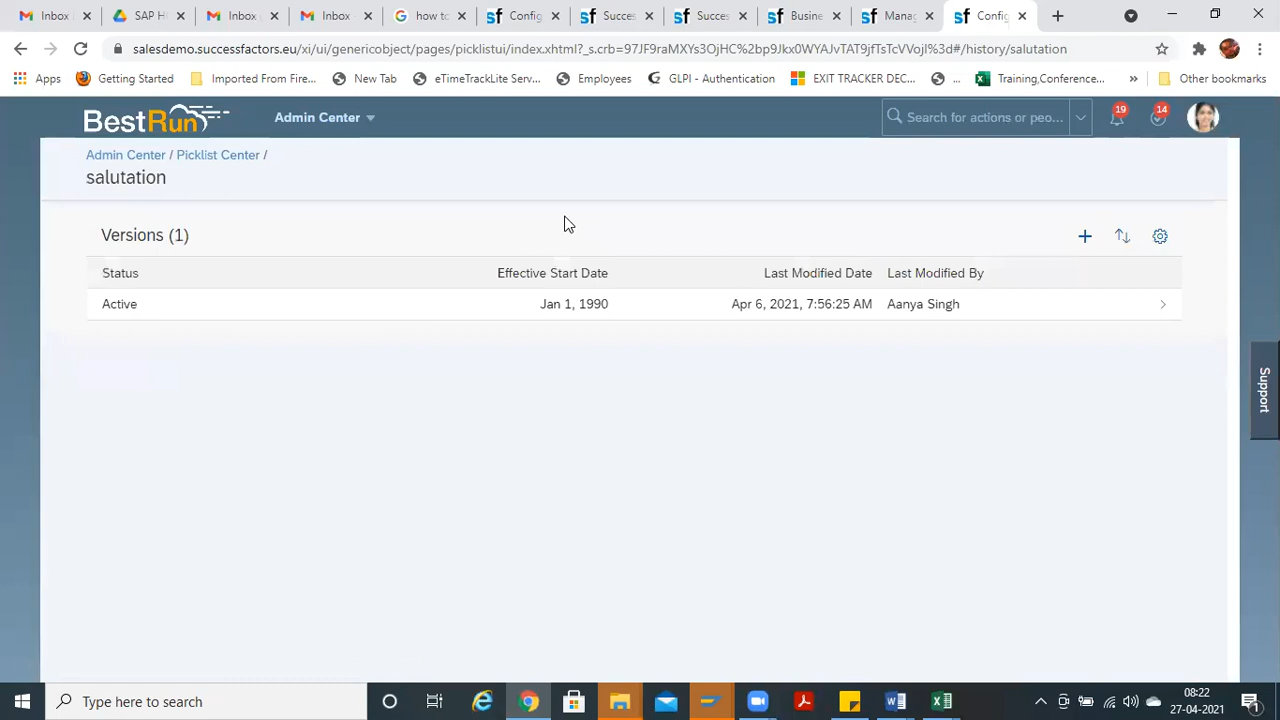 Inbox
SAP H
Inbox
Inbox
how to
Config
Succes
Succes
Busine
Mana
Config
salesdemo.successfactors.eu/xi/ui/genericobject/pages/picklistui/index.xhtml?_s.crb=97JF9raMXYs3OjHC%2bp9Jkx0WYAJvTAT9jfTsTcVVojI%3d#/history/salutation
Apps
Getting Started
Imported From Fire...
New Tab
eTimeTrackLite Serv...
Employees
GLPI - Authentication
EXIT TRACKER DEC...
...
Training,Conference...
»
Other bookmarks
BestRun
Admin Center
Search for actions or peo...
19
14
Admin Center / Picklist Center /
salutation
Versions (1)
Status Effective Start Date Last Modified Date Last Modified By
Active Jan 1, 1990 Apr 6, 2021, 7:56:25 AM Aanya Singh
Support
Type here to search
08:22
27-04-2021
1